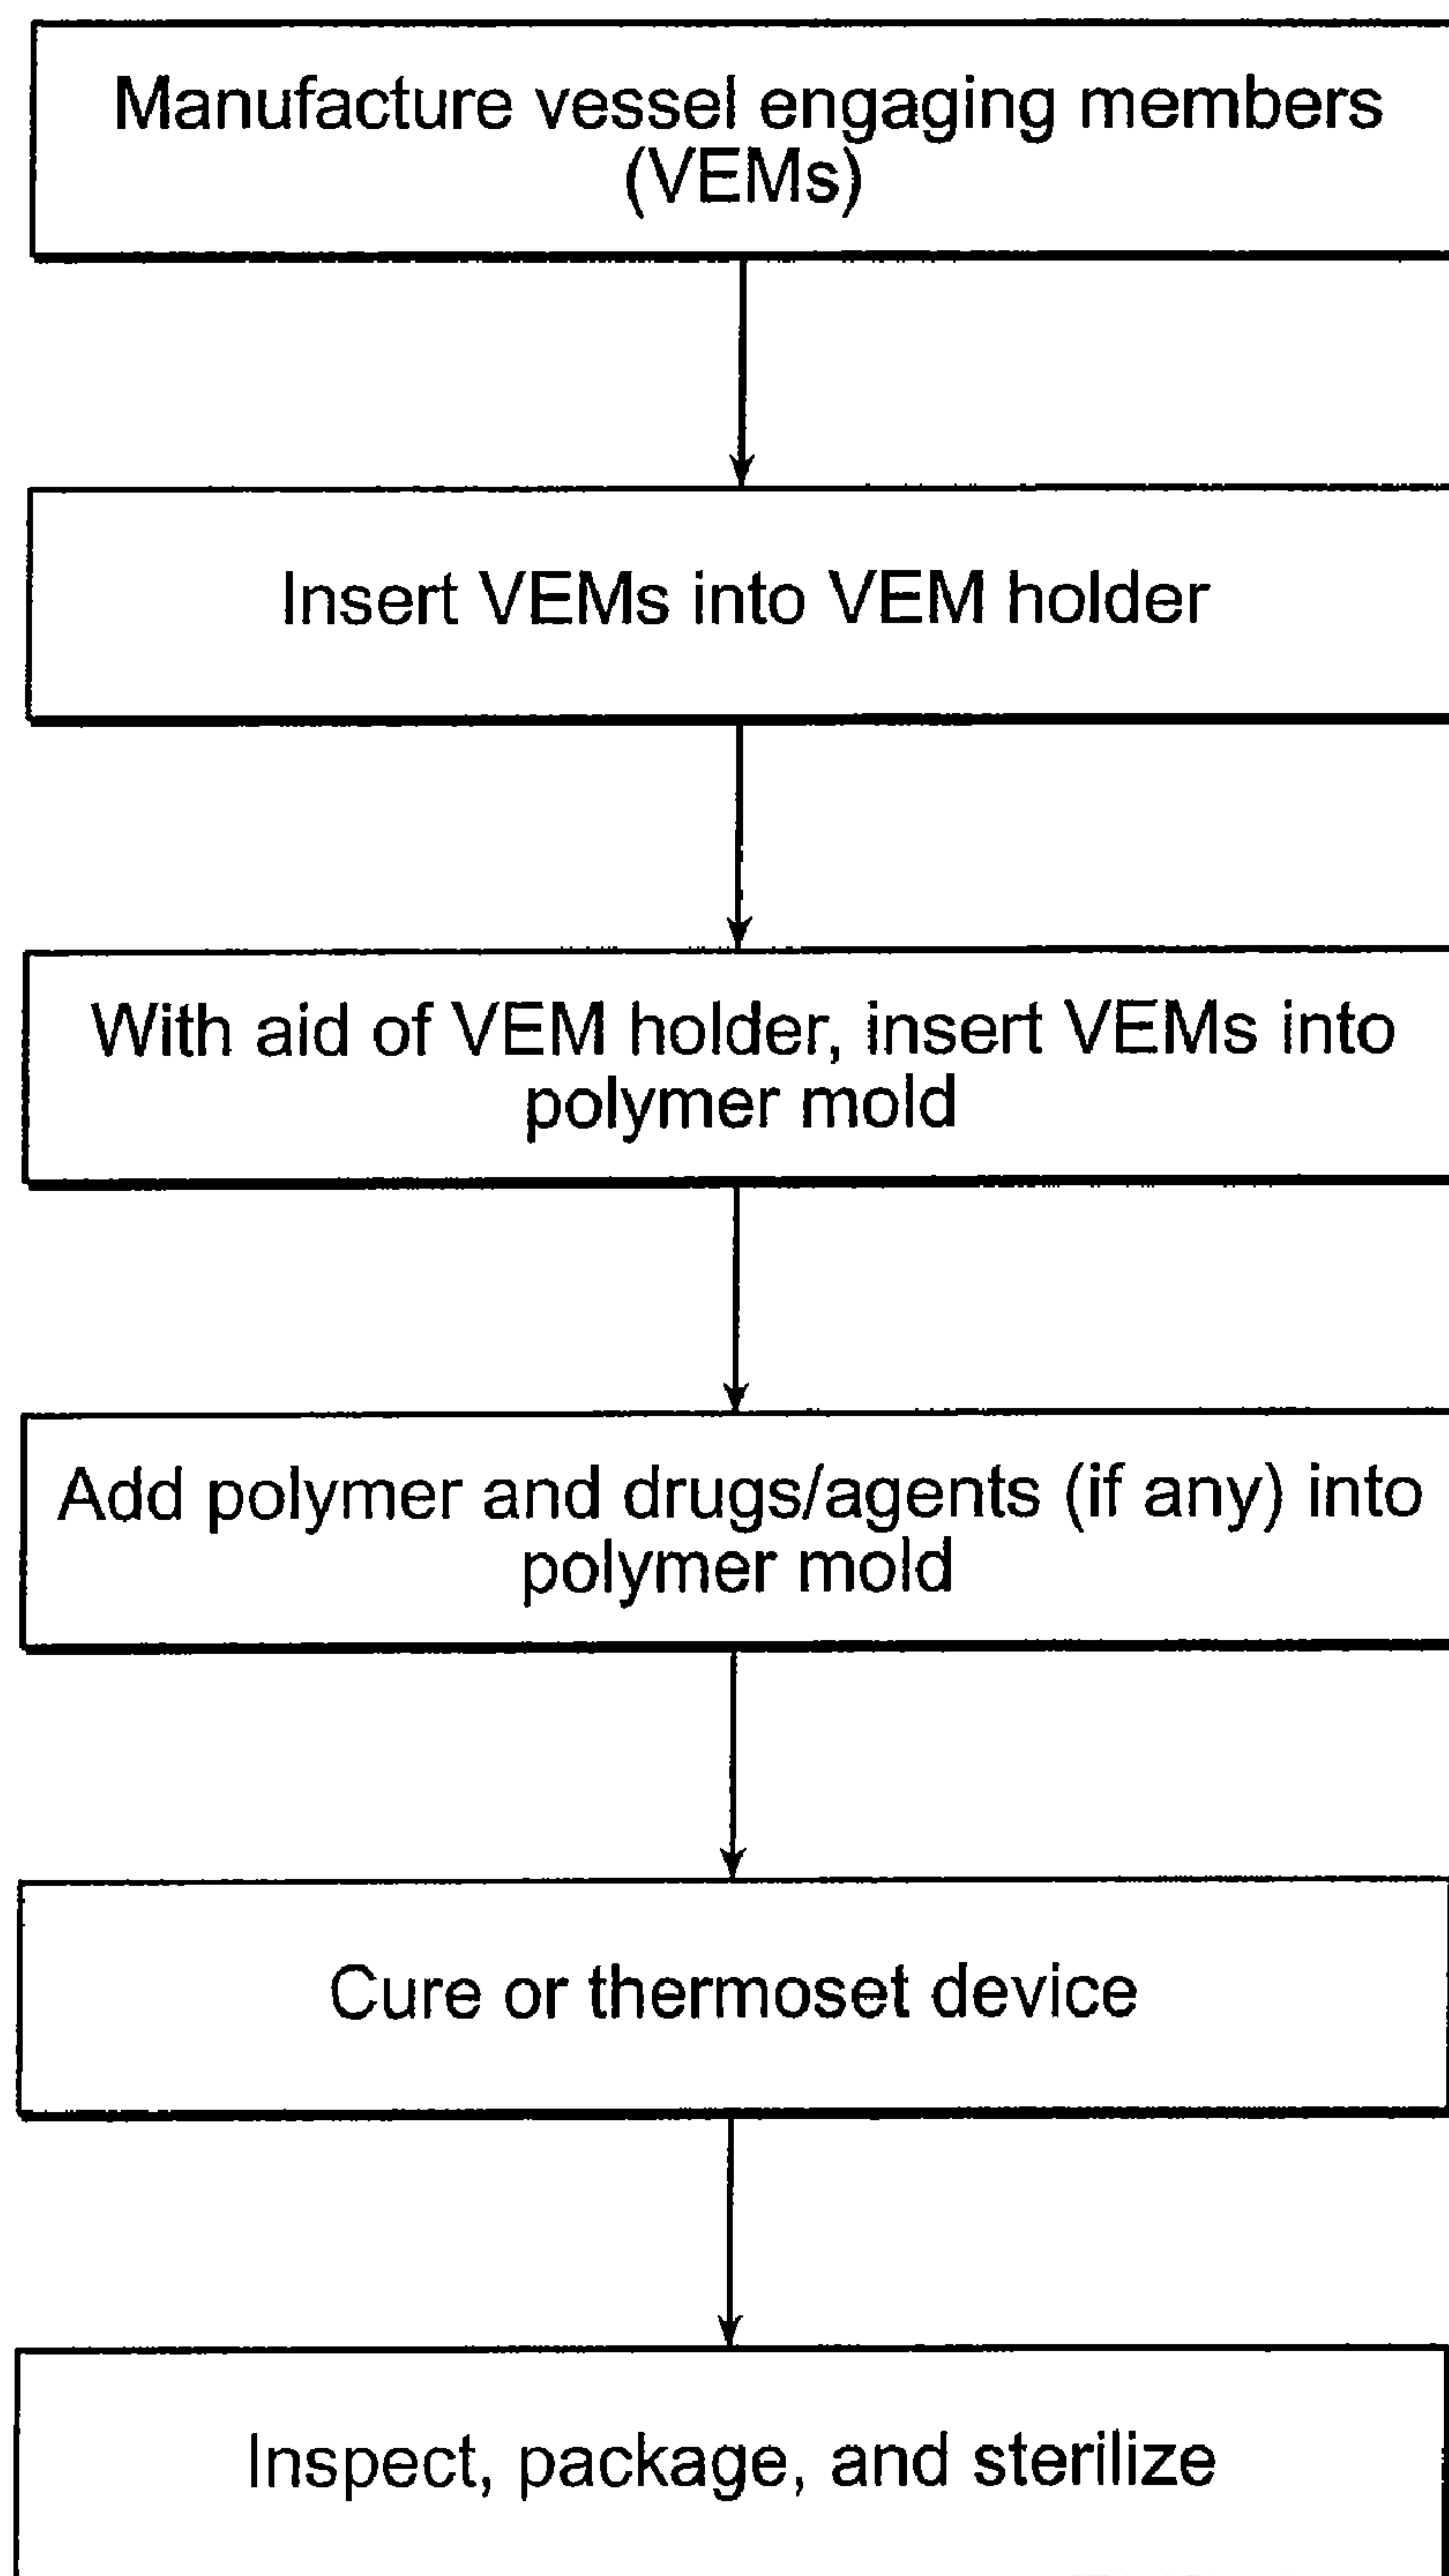 Manufacture vessel engaging members
(VEMs)
Insert VEMs into VEM holder
With aid of VEM holder, insert VEMs into
polymer mold
Add polymer and drugs/agents (if any) into
polymer mold
Cure or thermoset device
Inspect, package, and sterilize